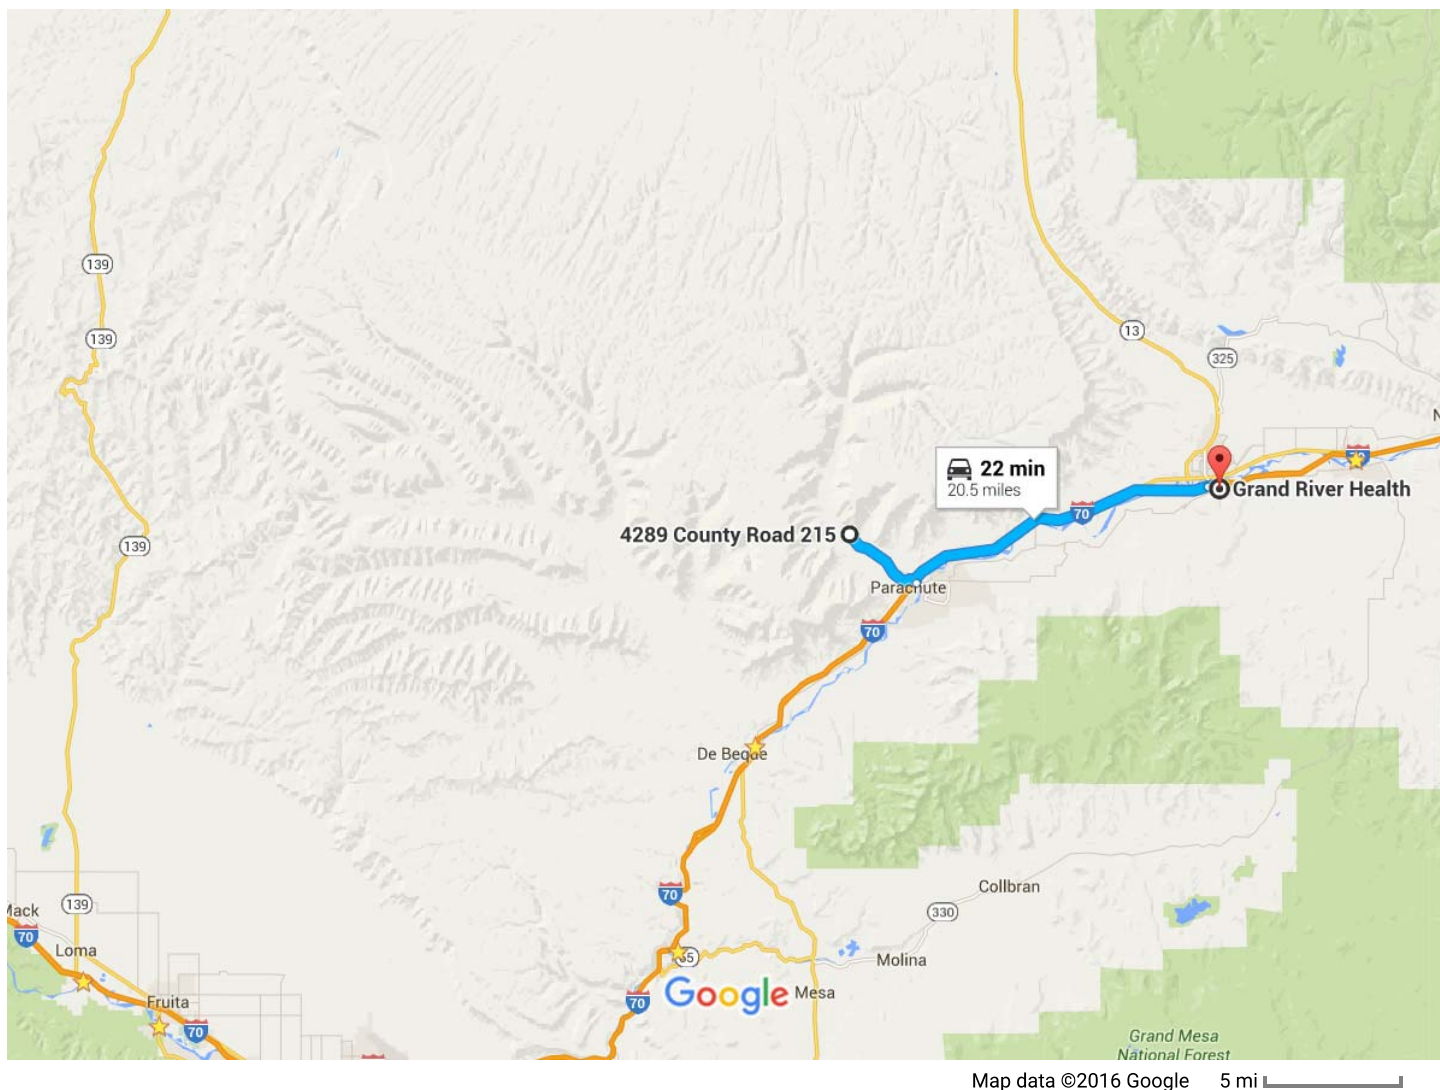 139
139
13
325
N
22 min
20.5 miles
70
Grand River Health
4289 County Road 215
139
Parachute
70
De Beque
Collbran
70
139
330
Mack
70
Loma
65
Molina
Google
Mesa
70
Fruita
70
Grand Mesa
National Forest
Map data ©2016 Google 5 mi